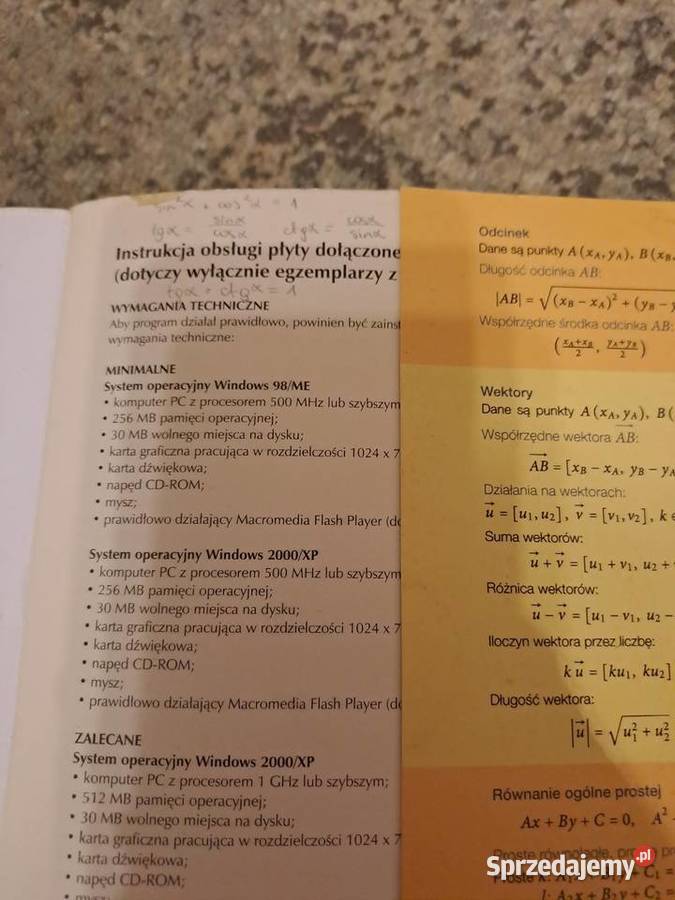 sin²x + cos²x = 1
tgx = sinx/cosx ctgx = cosx/sinx
Instrukcja obsługi płyty dołączone
(dotyczy wyłącznie egzemplarzy z
tgx · ctgx = 1
WYMAGANIA TECHNICZNE
Aby program działał prawidłowo, powinien być zainst
wymagania techniczne:
MINIMALNE
System operacyjny Windows 98/ME
• komputer PC z procesorem 500 MHz lub szybszym
• 256 MB pamięci operacyjnej;
• 30 MB wolnego miejsca na dysku;
• karta graficzna pracująca w rozdzielczości 1024 x 7
• karta dźwiękowa;
• napęd CD-ROM;
• mysz;
• prawidłowo działający Macromedia Flash Player (do
System operacyjny Windows 2000/XP
• komputer PC z procesorem 500 MHz lub szybszym
• 256 MB pamięci operacyjnej;
• 30 MB wolnego miejsca na dysku;
• karta graficzna pracująca w rozdzielczości 1024 x 7
• karta dźwiękowa;
• napęd CD-ROM;
• mysz;
• prawidłowo działający Macromedia Flash Player (do
ZALECANE
System operacyjny Windows 2000/XP
• komputer PC z procesorem 1 GHz lub szybszym;
• 512 MB pamięci operacyjnej;
• 30 MB wolnego miejsca na dysku;
• karta graficzna pracująca w rozdzielczości 1024 x 7
• karta dźwiękowa;
• napęd CD-ROM;
• mysz;
Odcinek
Dane są punkty A(x_A, y_A), B(x_B,
Długość odcinka AB:
|AB| = √(x_B − x_A)² + (y_B − y
Współrzędne środka odcinka AB:
(x_A+x_B/2, y_A+y_B/2)
Wektory
Dane są punkty A(x_A, y_A), B(
Współrzędne wektora AB:
AB = [x_B − x_A, y_B − y_A
Działania na wektorach:
u = [u₁, u₂], v = [v₁, v₂], k ∈
Suma wektorów:
u + v = [u₁ + v₁, u₂ +
Różnica wektorów:
u − v = [u₁ − v₁, u₂ −
Iloczyn wektora przez liczbę:
k u = [ku₁, ku₂]
Długość wektora:
|u| = √u₁² + u₂²
Równanie ogólne prostej
Ax + By + C = 0, A²
Proste równoległe,
Sprzedajemy.pl
l: A₂x + B₂y + C₂ =